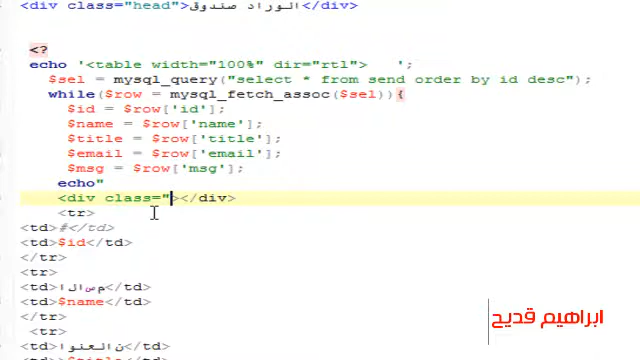 <div class="head">الوراد صندوق</div>
<?
echo '<table width="100%" dir="rtl">   ';
$sel = mysql_query("select * from send order by id desc");
while($row = mysql_fetch_assoc($sel)){
$id = $row['id'];
$name = $row['name'];
$title = $row['title'];
$email = $row['email'];
$msg = $row['msg'];
echo"
<div class="></div>
<tr>
<td>#</td>
<td>$id</td>
</tr>
<tr>
<td>$name</td>
</tr>
<tr>
<td>العنوان</td>
ابراهيم قديح